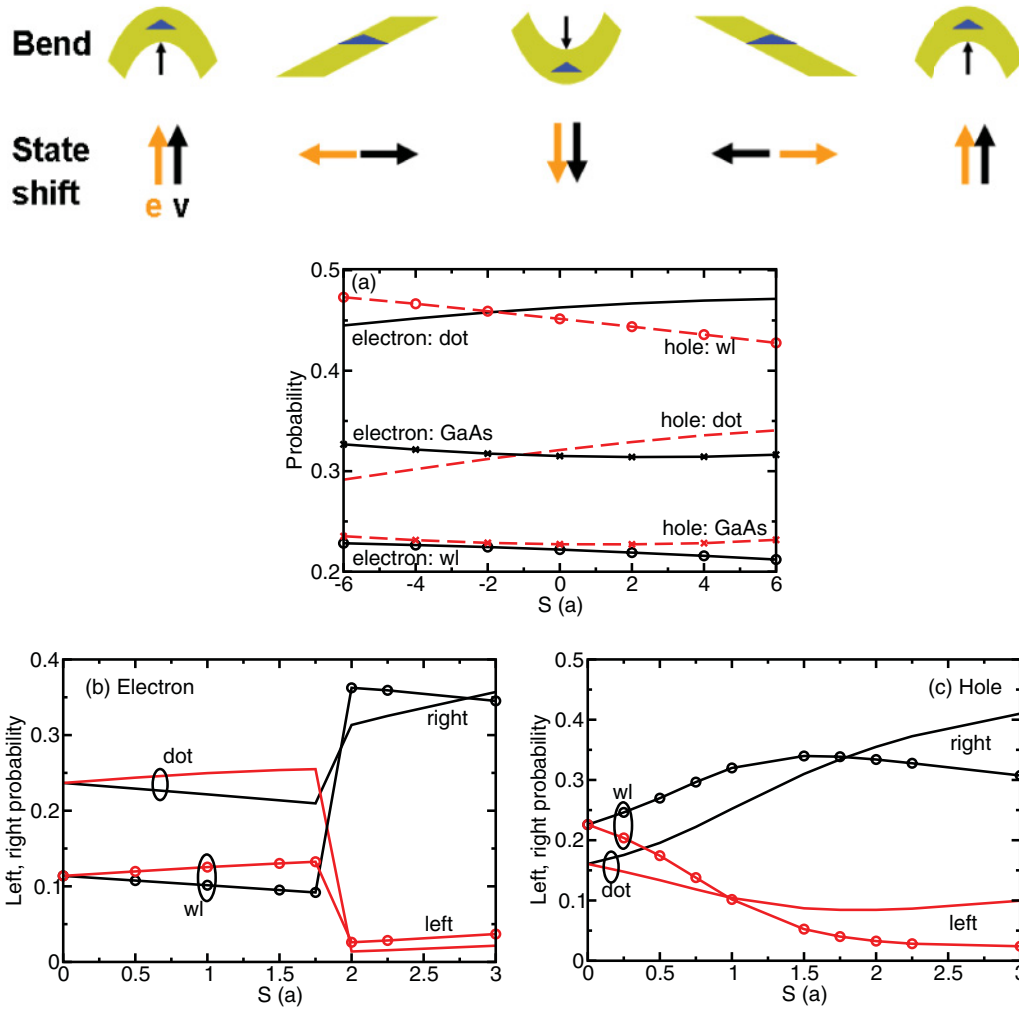 Bend
State
shift
e v
(a)
0.5
0.4
0.3
0.2
Probability
electron: dot
hole: wl
electron: GaAs
hole: dot
hole: GaAs
electron: wl
-6 -4 -2 0 2 4 6
S (a)
(b) Electron
0.4
0.3
0.2
0.1
0
Left, right probability
dot
right
wl
left
0 0.5 1 1.5 2 2.5 3
S (a)
(c) Hole
0.5
0.4
0.3
0.2
0.1
0
Left, right probability
right
wl
dot
left
0 0.5 1 1.5 2 2.5 3
S (a)